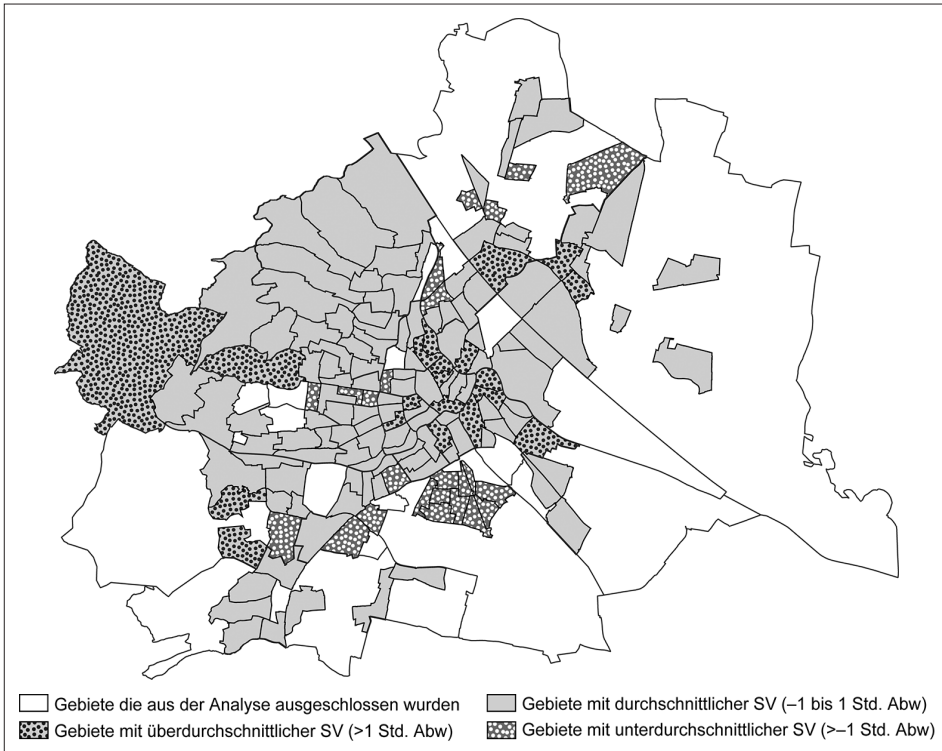 Gebiete die aus der Analyse ausgeschlossen wurden
Gebiete mit durchschnittlicher SV (–1 bis 1 Std. Abw)
Gebiete mit überdurchschnittlicher SV (>1 Std. Abw)
Gebiete mit unterdurchschnittlicher SV (>–1 Std. Abw)